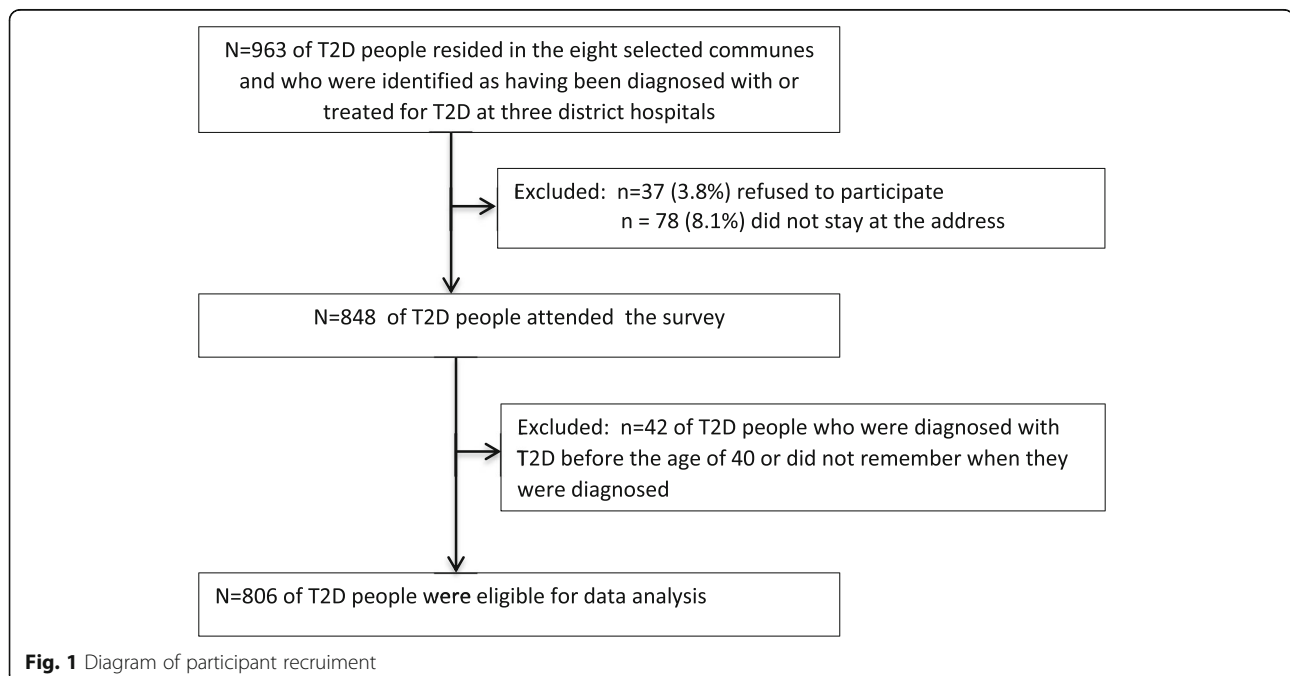 N=963 of T2D people resided in the eight selected communes
and who were identified as having been diagnosed with or
treated for T2D at three district hospitals
Excluded: n=37 (3.8%) refused to participate
n = 78 (8.1%) did not stay at the address
N=848 of T2D people attended the survey
Excluded: n=42 of T2D people who were diagnosed with
T2D before the age of 40 or did not remember when they
were diagnosed
N=806 of T2D people were eligible for data analysis
Fig. 1 Diagram of participant recruiment